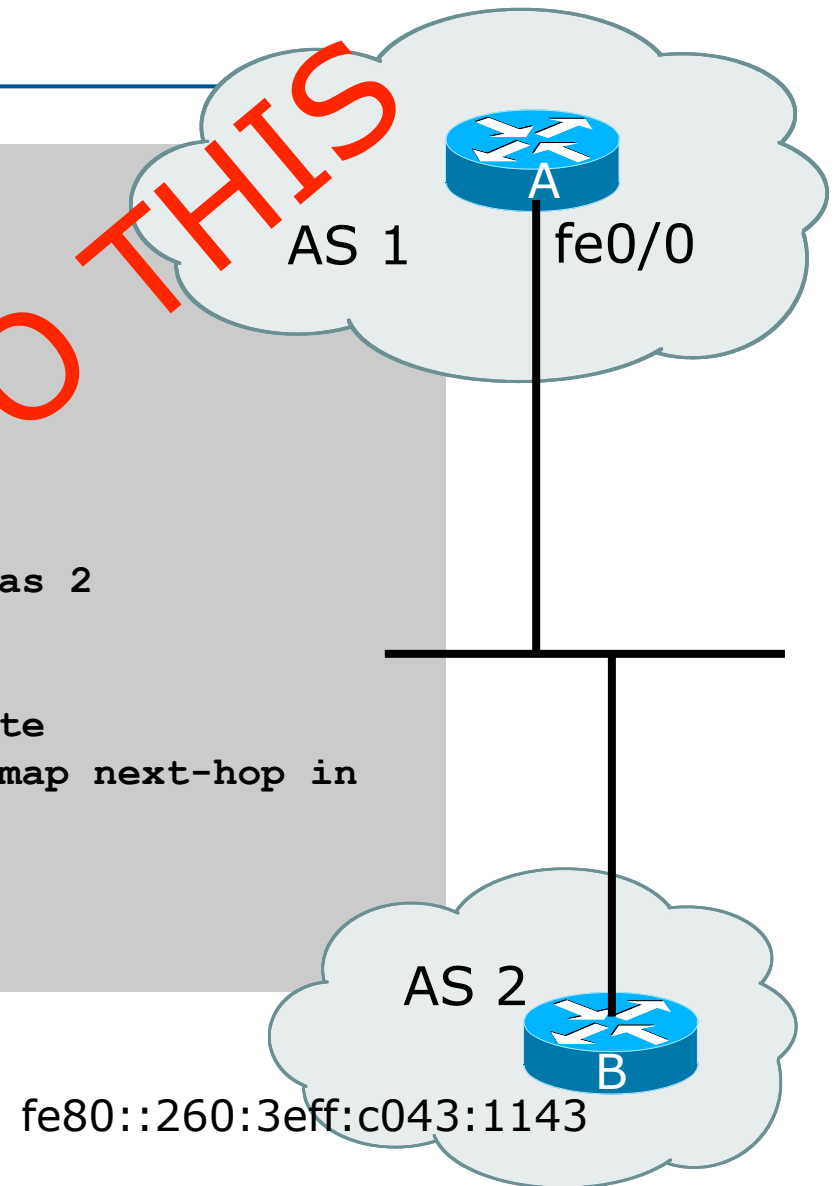 O THIS
A
AS 1
fe0/0
as 2
te
map next-hop in
AS 2
B
fe80::260:3eff:c043:1143